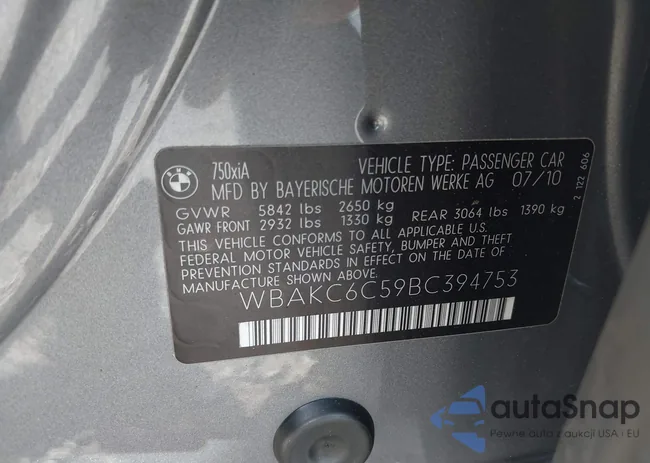 BMW
750xiA
VEHICLE TYPE: PASSENGER CAR
MFD BY BAYERISCHE MOTOREN WERKE AG 07/10
GVWR 5842 lbs 2650 kg
GAWR FRONT 2932 lbs 1330 kg REAR 3064 lbs 1390 kg
THIS VEHICLE CONFORMS TO ALL APPLICABLE U.S.
FEDERAL MOTOR VEHICLE SAFETY, BUMPER AND THEFT
PREVENTION STANDARDS IN EFFECT ON THE DATE OF
MANUFACTURE SHOWN ABOVE.
WBAKC6C59BC394753
2 122 606
autaSnap
Pewne auta z aukcji USA i EU